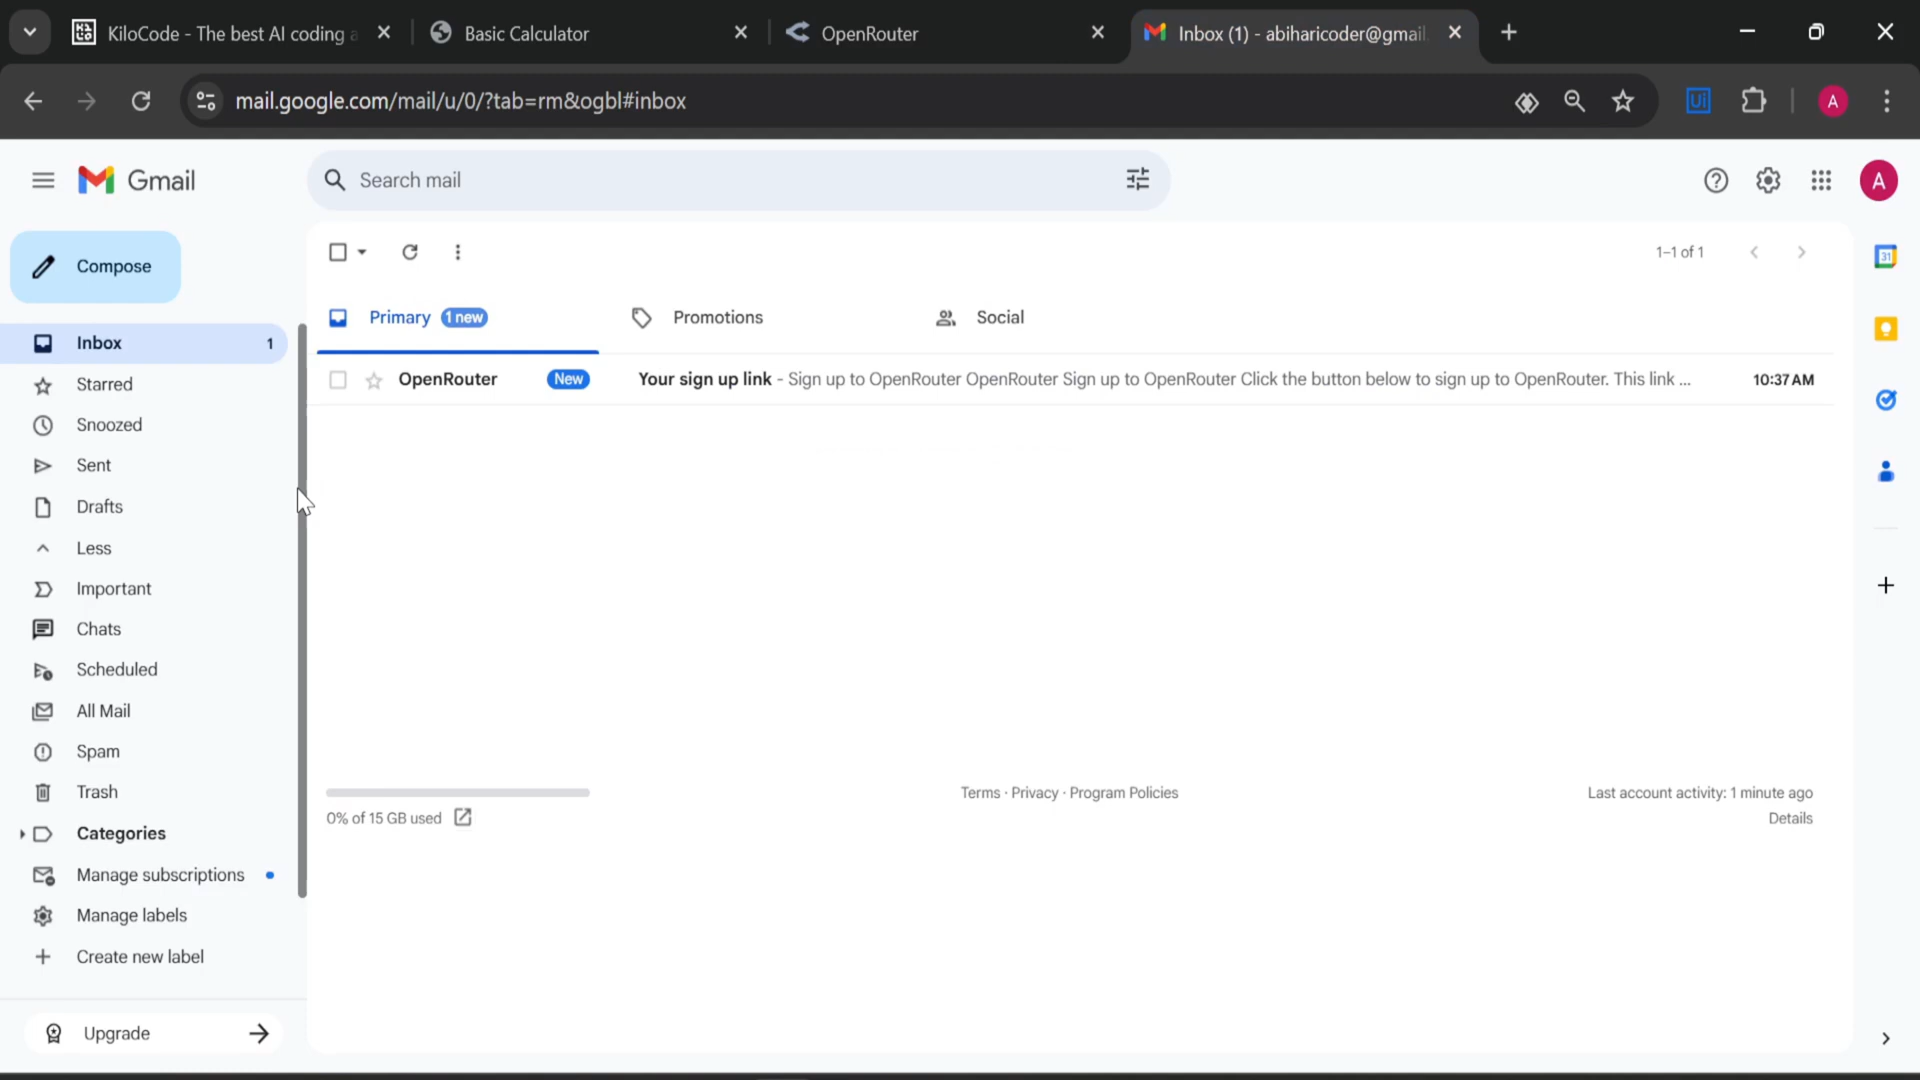 KiloCode - The best AI coding a
Basic Calculator
OpenRouter
Inbox (1) - abiharicoder@gmail.
mail.google.com/mail/u/0/?tab=rm&ogbl#inbox
Ui
A
Gmail
Search mail
A
Compose
1–1 of 1
31
Primary 1 new
Promotions
Social
Inbox 1
OpenRouter New Your sign up link - Sign up to OpenRouter OpenRouter Sign up to OpenRouter Click the button below to sign up to OpenRouter. This link ... 10:37 AM
Starred
Snoozed
Sent
Drafts
Less
Important
Chats
Scheduled
All Mail
Spam
Trash
Categories
Manage subscriptions
Manage labels
Create new label
Upgrade
0% of 15 GB used
Terms · Privacy · Program Policies
Last account activity: 1 minute ago
Details